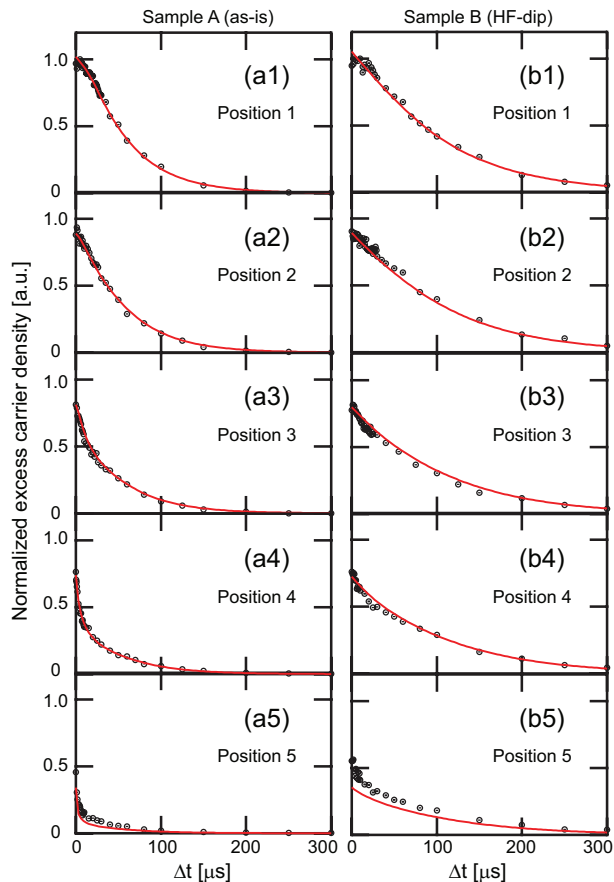 Sample A (as-is) Sample B (HF-dip)
Normalized excess carrier density [a.u.]
1.0
0.5
0
(a1)
Position 1
(b1)
Position 1
1.0
0.5
0
(a2)
Position 2
(b2)
Position 2
1.0
0.5
0
(a3)
Position 3
(b3)
Position 3
1.0
0.5
0
(a4)
Position 4
(b4)
Position 4
1.0
0.5
0
(a5)
Position 5
(b5)
Position 5
0 100 200 300 0 100 200 300
Δt [μs] Δt [μs]